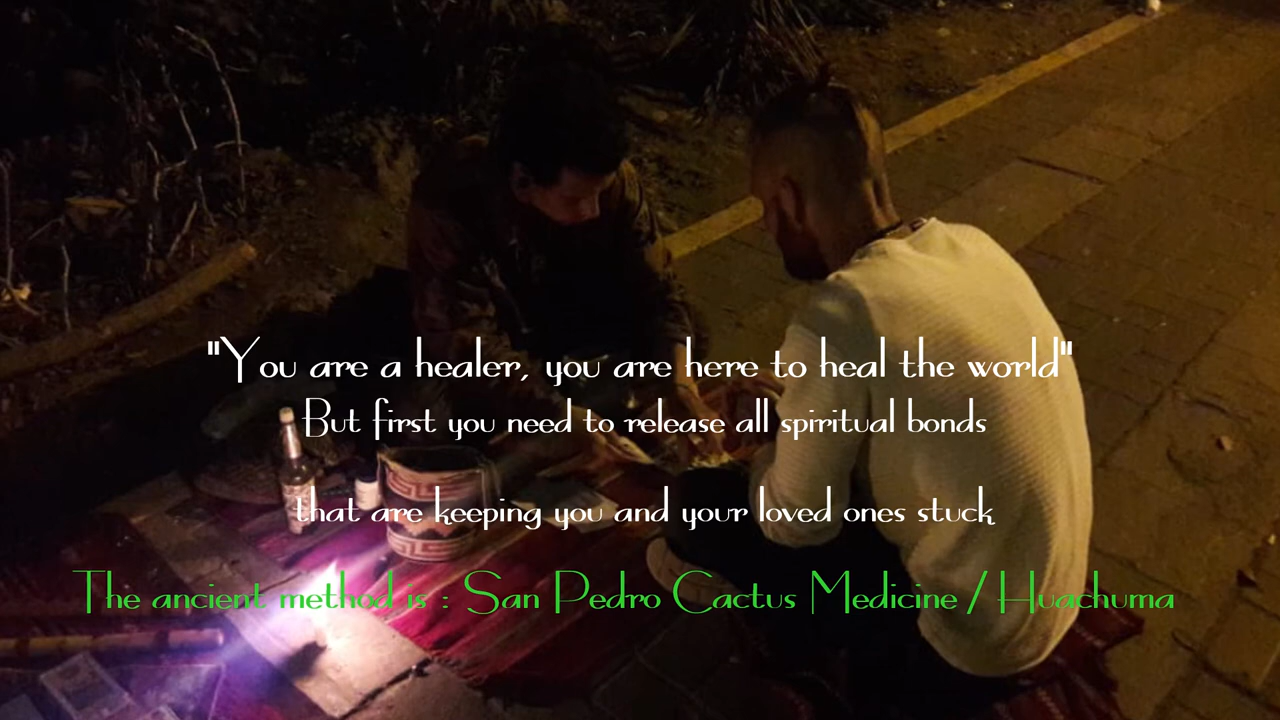 "You are a healer, you are here to heal the world"
But first you need to release all spiritual bonds
that are keeping you and your loved ones stuck
The ancient method is : San Pedro Cactus Medicine / Huachuma